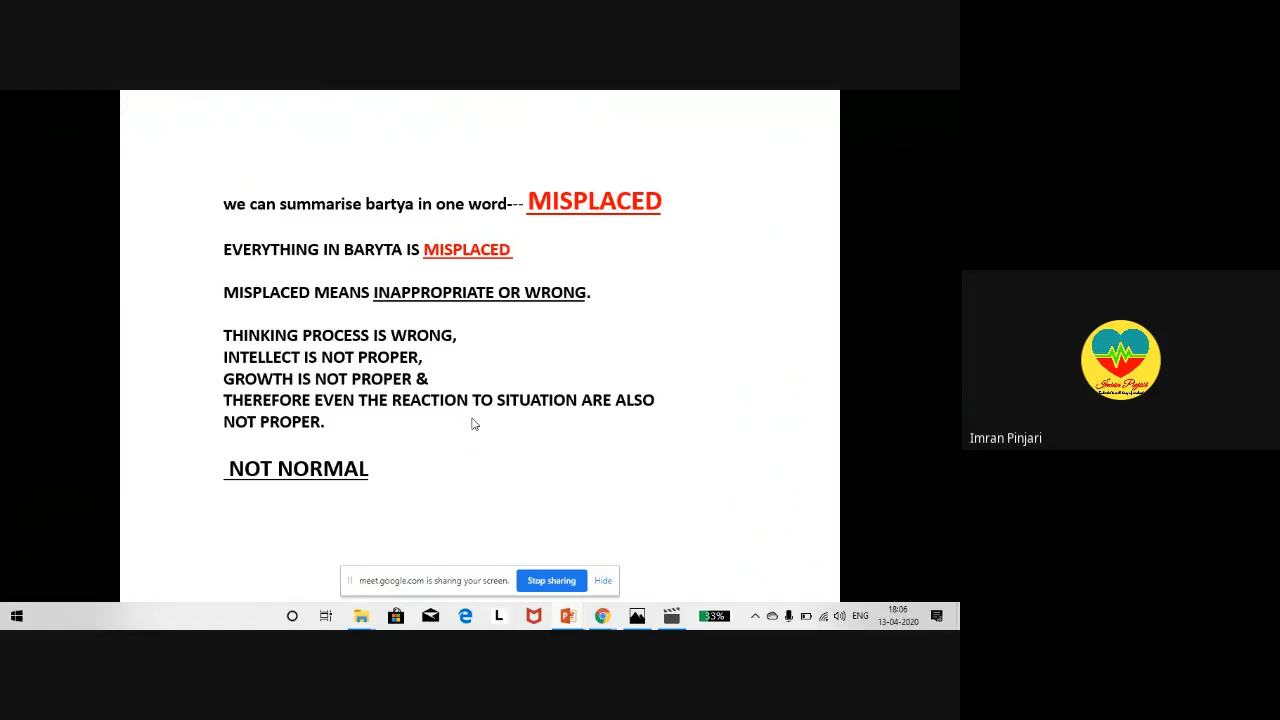 we can summarise bartya in one word--- MISPLACED
EVERYTHING IN BARYTA IS MISPLACED
MISPLACED MEANS INAPPROPRIATE OR WRONG.
THINKING PROCESS IS WRONG,
INTELLECT IS NOT PROPER,
GROWTH IS NOT PROPER &
THEREFORE EVEN THE REACTION TO SITUATION ARE ALSO
NOT PROPER.
NOT NORMAL
meet.google.com is sharing your screen. Stop sharing Hide
L 33% ENG 18:06
13-04-2020
Imran Pinjari
Imran Pinjari